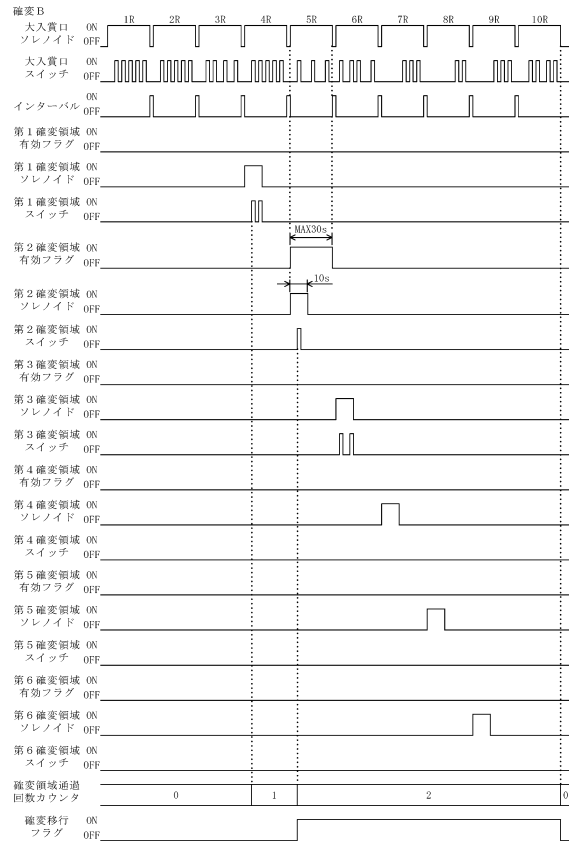 確変B
1R 2R 3R 4R 5R 6R 7R 8R 9R 10R
大入賞口 ON
ソレノイド OFF
大入賞口 ON
スイッチ OFF
ON
インターバル OFF
第1確変領域 ON
有効フラグ OFF
第1確変領域 ON
ソレノイド OFF
第1確変領域 ON
スイッチ OFF
MAX30s
第2確変領域 ON
有効フラグ OFF
10s
第2確変領域 ON
ソレノイド OFF
第2確変領域 ON
スイッチ OFF
第3確変領域 ON
有効フラグ OFF
第3確変領域 ON
ソレノイド OFF
第3確変領域 ON
スイッチ OFF
第4確変領域 ON
有効フラグ OFF
第4確変領域 ON
ソレノイド OFF
第4確変領域 ON
スイッチ OFF
第5確変領域 ON
有効フラグ OFF
第5確変領域 ON
ソレノイド OFF
第5確変領域 ON
スイッチ OFF
第6確変領域 ON
有効フラグ OFF
第6確変領域 ON
ソレノイド OFF
第6確変領域 ON
スイッチ OFF
確変領域通過
回数カウンタ 0 1 2 0
確変移行 ON
フラグ OFF